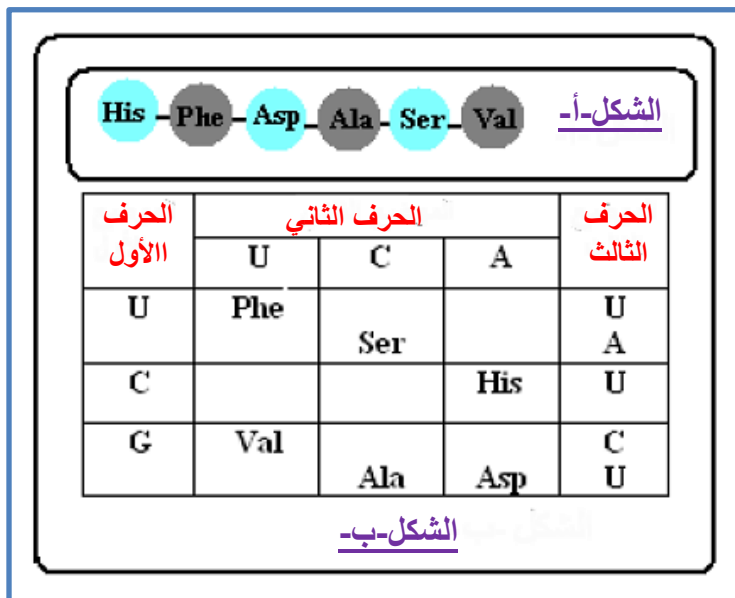 His - Phe - Asp - Ala - Ser - Val الشكل-أ-
الحرف الأول الحرف الثاني الحرف الثالث
U C A
U Phe U
Ser A
C His U
G Val C
Ala Asp U
الشكل-ب-